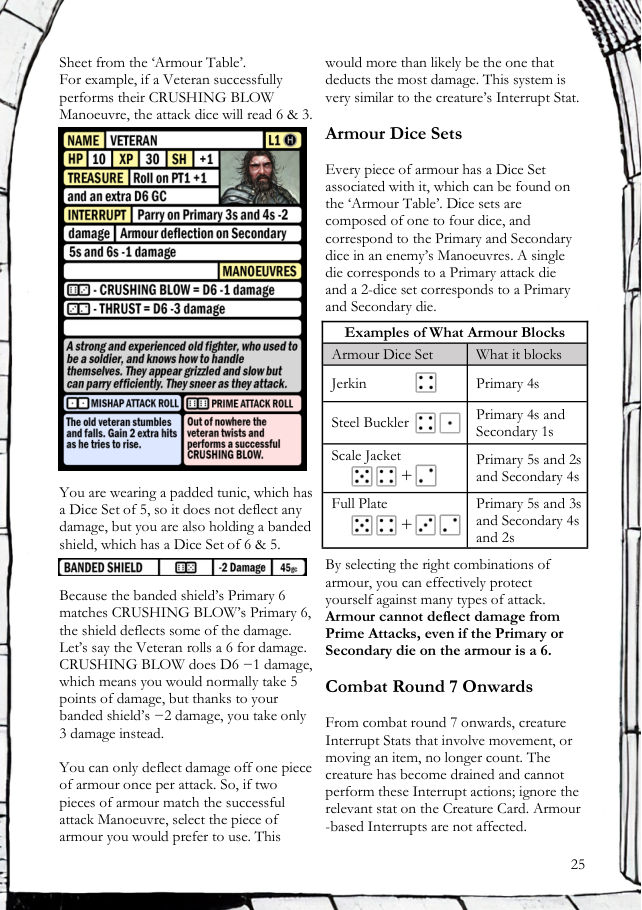 Sheet from the ‘Armour Table’.
For example, if a Veteran successfully
performs their CRUSHING BLOW
Manoeuvre, the attack dice will read 6 & 3.
NAME VETERAN L1 H
HP 10 XP 30 SH +1
TREASURE Roll on PT1 +1
and an extra D6 GC
INTERRUPT Parry on Primary 3s and 4s -2
damage Armour deflection on Secondary
5s and 6s -1 damage
MANOEUVRES
- CRUSHING BLOW = D6 -1 damage
- THRUST = D6 -3 damage
A strong and experienced old fighter, who used to
be a soldier, and knows how to handle
themselves. They appear grizzled and slow but
can parry efficiently. They sneer as they attack.
MISHAP ATTACK ROLL
The old veteran stumbles
and falls. Gain 2 extra hits
as he tries to rise.
PRIME ATTACK ROLL
Out of nowhere the
veteran twists and
performs a successful
CRUSHING BLOW.
You are wearing a padded tunic, which has
a Dice Set of 5, so it does not deflect any
damage, but you are also holding a banded
shield, which has a Dice Set of 6 & 5.
BANDED SHIELD -2 Damage 45gc
Because the banded shield’s Primary 6
matches CRUSHING BLOW’s Primary 6,
the shield deflects some of the damage.
Let’s say the Veteran rolls a 6 for damage.
CRUSHING BLOW does D6 −1 damage,
which means you would normally take 5
points of damage, but thanks to your
banded shield’s −2 damage, you take only
3 damage instead.
You can only deflect damage off one piece
of armour once per attack. So, if two
pieces of armour match the successful
attack Manoeuvre, select the piece of
armour you would prefer to use. This
would more than likely be the one that
deducts the most damage. This system is
very similar to the creature’s Interrupt Stat.
Armour Dice Sets
Every piece of armour has a Dice Set
associated with it, which can be found on
the ‘Armour Table’. Dice sets are
composed of one to four dice, and
correspond to the Primary and Secondary
dice in an enemy’s Manoeuvres. A single
die corresponds to a Primary attack die
and a 2-dice set corresponds to a Primary
and Secondary die.
Examples of What Armour Blocks
Armour Dice Set What it blocks
Jerkin Primary 4s
Steel Buckler Primary 4s and
Secondary 1s
Scale Jacket
+
Primary 5s and 2s
and Secondary 4s
Full Plate
+
Primary 5s and 3s
and Secondary 4s
and 2s
By selecting the right combinations of
armour, you can effectively protect
yourself against many types of attack.
Armour cannot deflect damage from
Prime Attacks, even if the Primary or
Secondary die on the armour is a 6.
Combat Round 7 Onwards
From combat round 7 onwards, creature
Interrupt Stats that involve movement, or
moving an item, no longer count. The
creature has become drained and cannot
perform these Interrupt actions; ignore the
relevant stat on the Creature Card. Armour
-based Interrupts are not affected.
25